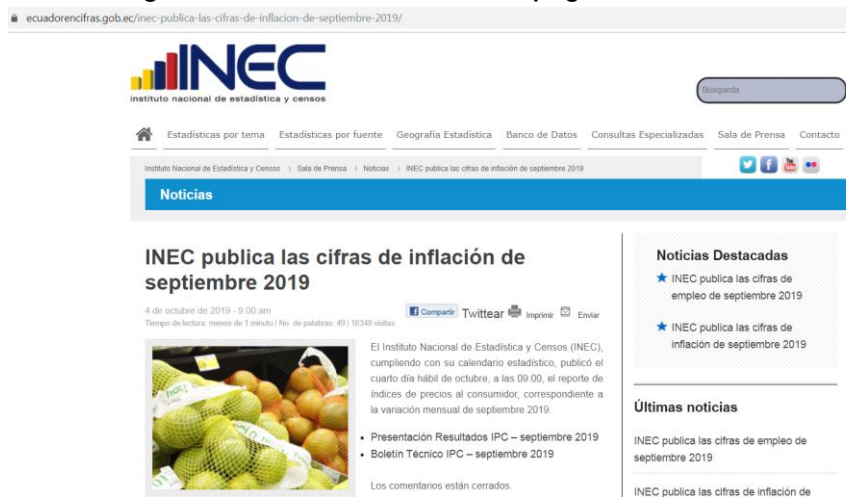 ecuadorencifras.gob.ec/inec-publica-las-cifras-de-inflacion-de-septiembre-2019/
INEC
instituto nacional de estadística y censos
Búsqueda
Estadísticas por tema Estadísticas por fuente Geografía Estadística Banco de Datos Consultas Especializadas Sala de Prensa Contacto
Instituto Nacional de Estadística y Censos > Sala de Prensa > Noticias > INEC publica las cifras de inflación de septiembre 2019
Noticias
INEC publica las cifras de inflación de
septiembre 2019
4 de octubre de 2019 - 9:00 am
Tiempo de lectura: menos de 1 minuto | No. de palabras: 49 | 16348 visitas
Compartir Twittear Imprimir Enviar
El Instituto Nacional de Estadística y Censos (INEC),
cumpliendo con su calendario estadístico, publicó el
cuarto día hábil de octubre, a las 09:00, el reporte de
índices de precios al consumidor, correspondiente a
la variación mensual de septiembre 2019.
• Presentación Resultados IPC – septiembre 2019
• Boletín Técnico IPC – septiembre 2019
Los comentarios están cerrados.
Noticias Destacadas
INEC publica las cifras de
empleo de septiembre 2019
INEC publica las cifras de
inflación de septiembre 2019
Últimas noticias
INEC publica las cifras de empleo de
septiembre 2019
INEC publica las cifras de inflación de